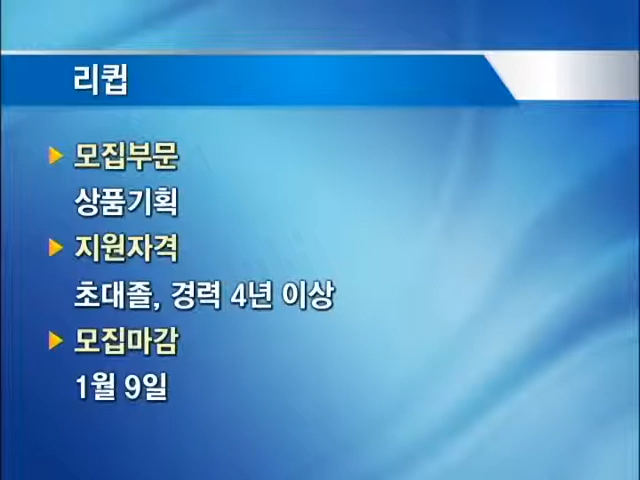 리컵
모집부문
상품기획
지원자격
초대졸, 경력 4년 이상
모집마감
1월 9일